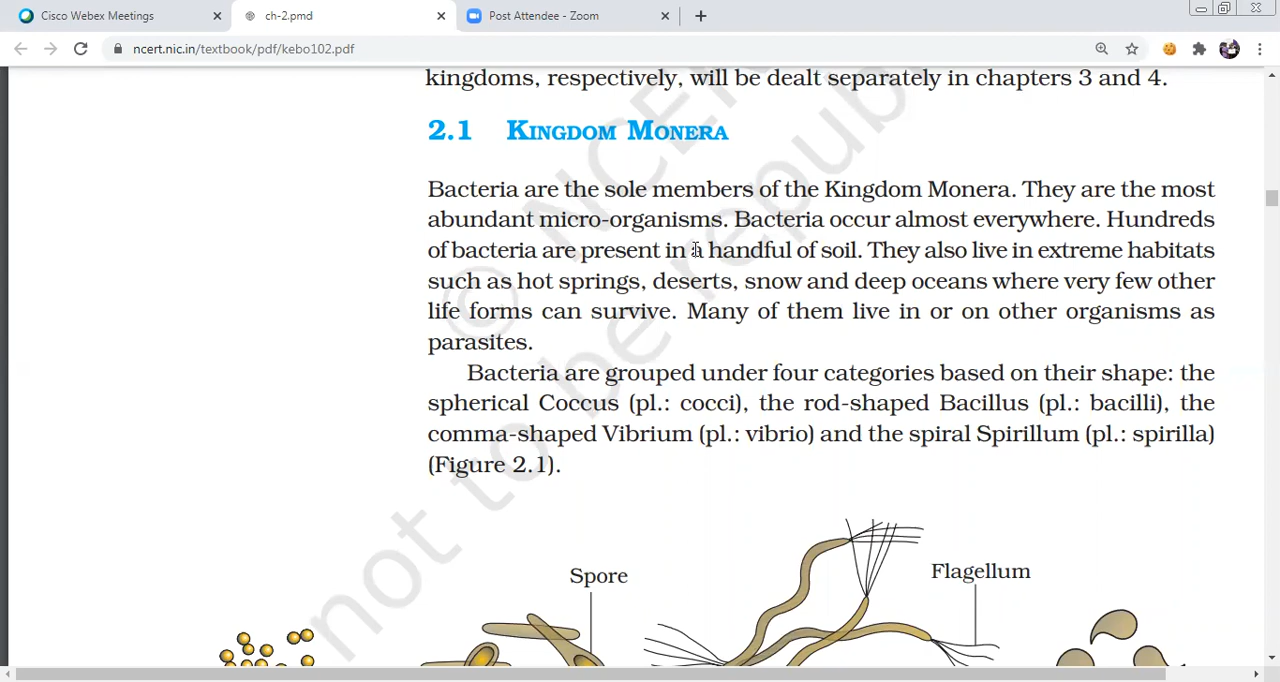 Cisco Webex Meetings
ch-2.pmd
Post Attendee - Zoom
ncert.nic.in/textbook/pdf/kebo102.pdf
kingdoms, respectively, will be dealt separately in chapters 3 and 4.
2.1 KINGDOM MONERA
Bacteria are the sole members of the Kingdom Monera. They are the most
abundant micro-organisms. Bacteria occur almost everywhere. Hundreds
of bacteria are present in a handful of soil. They also live in extreme habitats
such as hot springs, deserts, snow and deep oceans where very few other
life forms can survive. Many of them live in or on other organisms as
parasites.
Bacteria are grouped under four categories based on their shape: the
spherical Coccus (pl.: cocci), the rod-shaped Bacillus (pl.: bacilli), the
comma-shaped Vibrium (pl.: vibrio) and the spiral Spirillum (pl.: spirilla)
(Figure 2.1).
Spore
Flagellum
© NCER
not to be repub